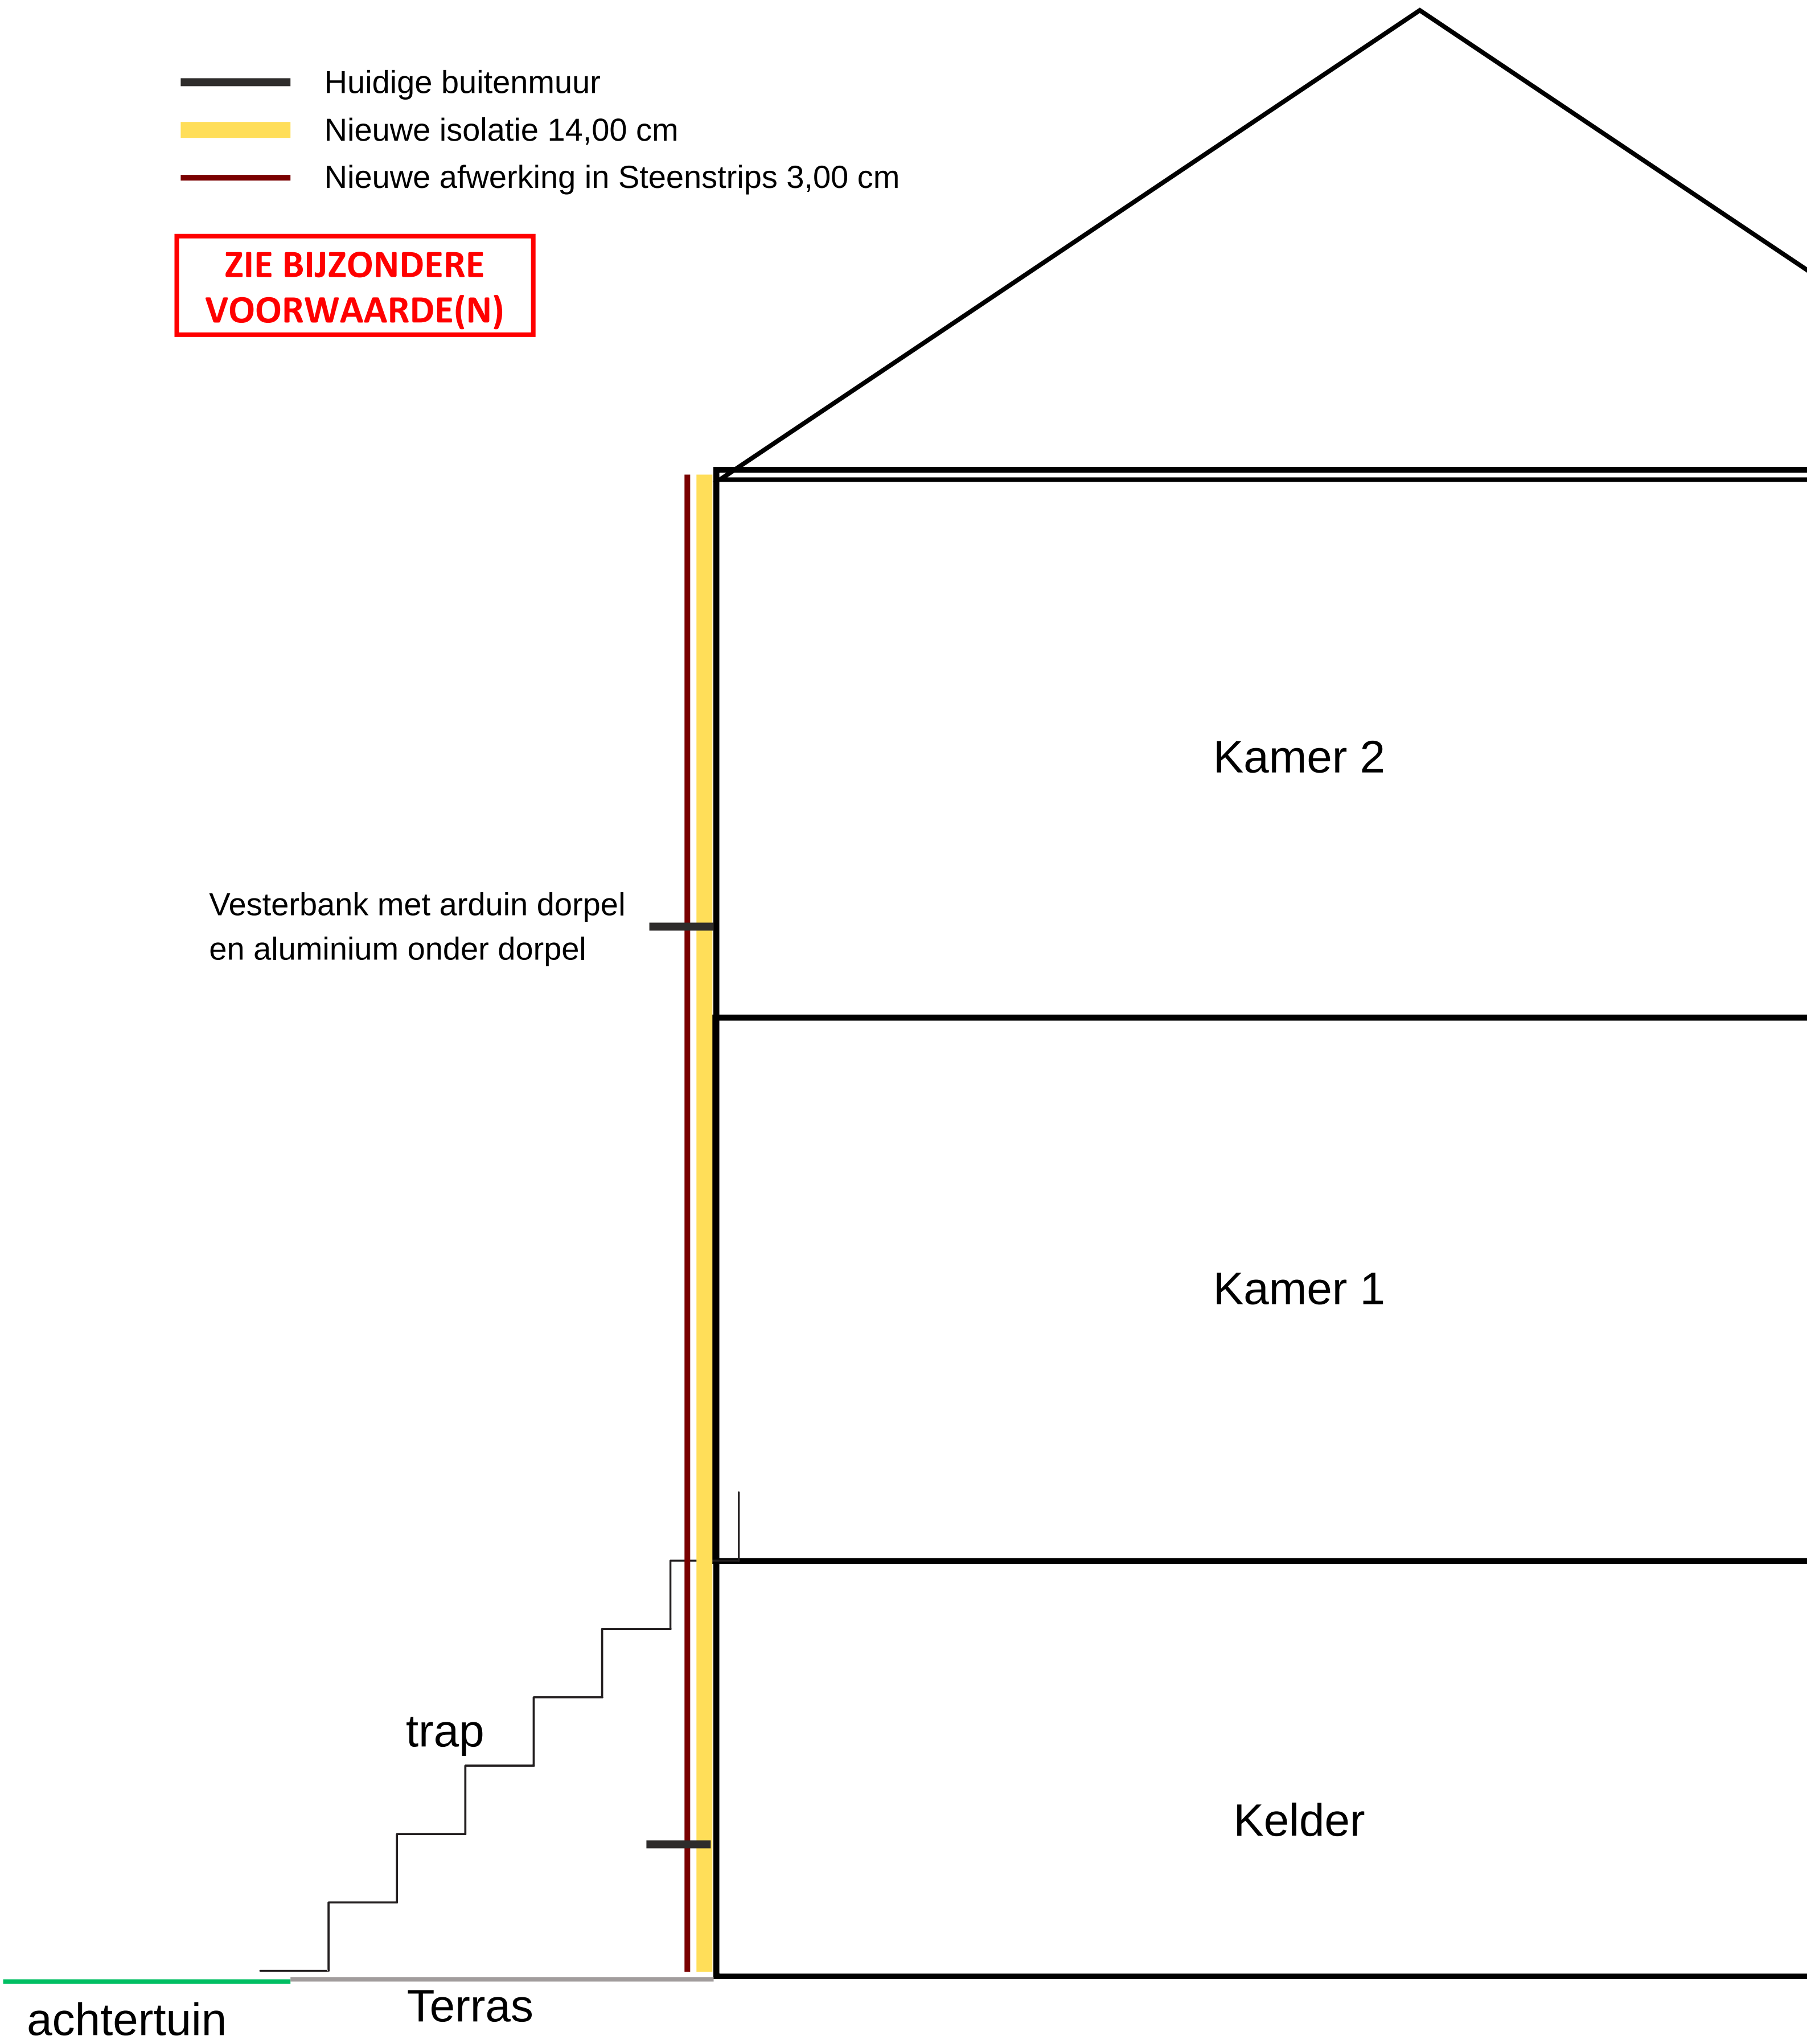 Huidige buitenmuur
Nieuwe isolatie 14,00 cm
Nieuwe afwerking in Steenstrips 3,00 cm
ZIE BIJZONDERE
VOORWAARDE(N)
Kamer 2
Vesterbank met arduin dorpel
en aluminium onder dorpel
Kamer 1
trap
Kelder
Terras
achtertuin